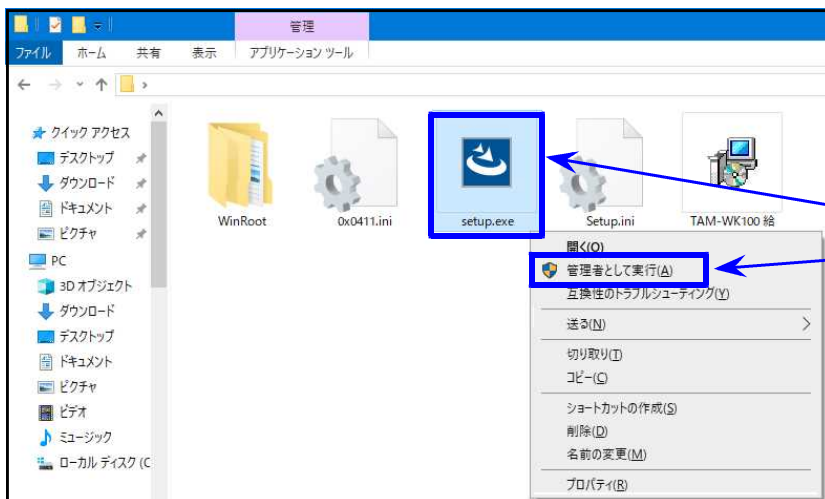 管理
ファイル ホーム 共有 表示 アプリケーション ツール
クイック アクセス
デスクトップ
ダウンロード
ドキュメント
ピクチャ
PC
3D オブジェクト
ダウンロード
デスクトップ
ドキュメント
ピクチャ
ビデオ
ミュージック
ローカル ディスク (C
WinRoot 0x0411.ini setup.exe Setup.ini TAM-WK100 給
開く(O)
管理者として実行(A)
互換性のトラブルシューティング(Y)
送る(N)
切り取り(T)
コピー(C)
ショートカットの作成(S)
削除(D)
名前の変更(M)
プロパティ(R)